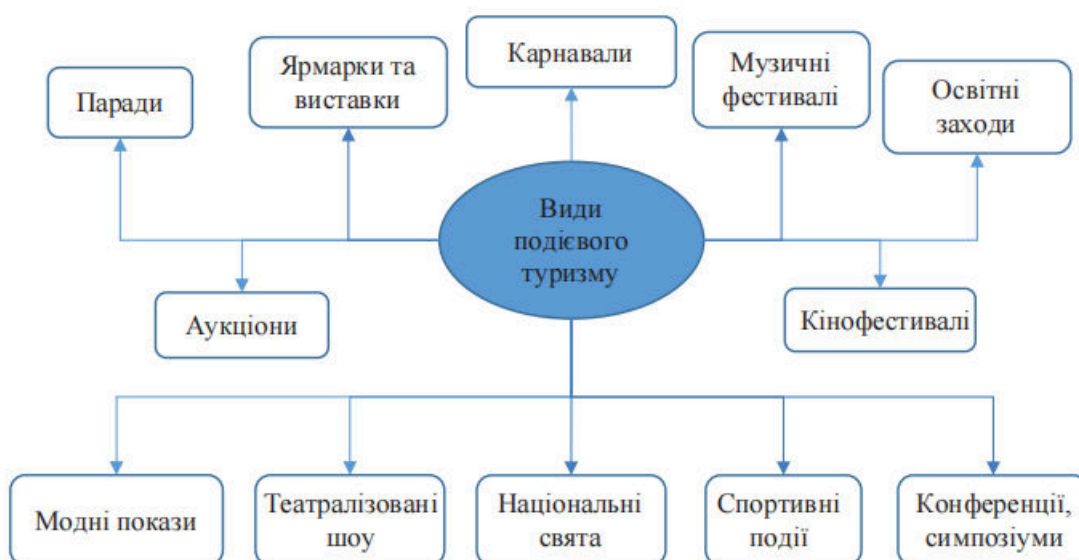 Карнавали
Ярмарки та
виставки
Музичні
фестивалі
Паради
Освітні
заходи
Види
подієвого
туризму
Аукціони
Кінофестивалі
Модні покази
Театралізовані
шоу
Національні
свята
Спортивні
події
Конференції,
симпозіуми